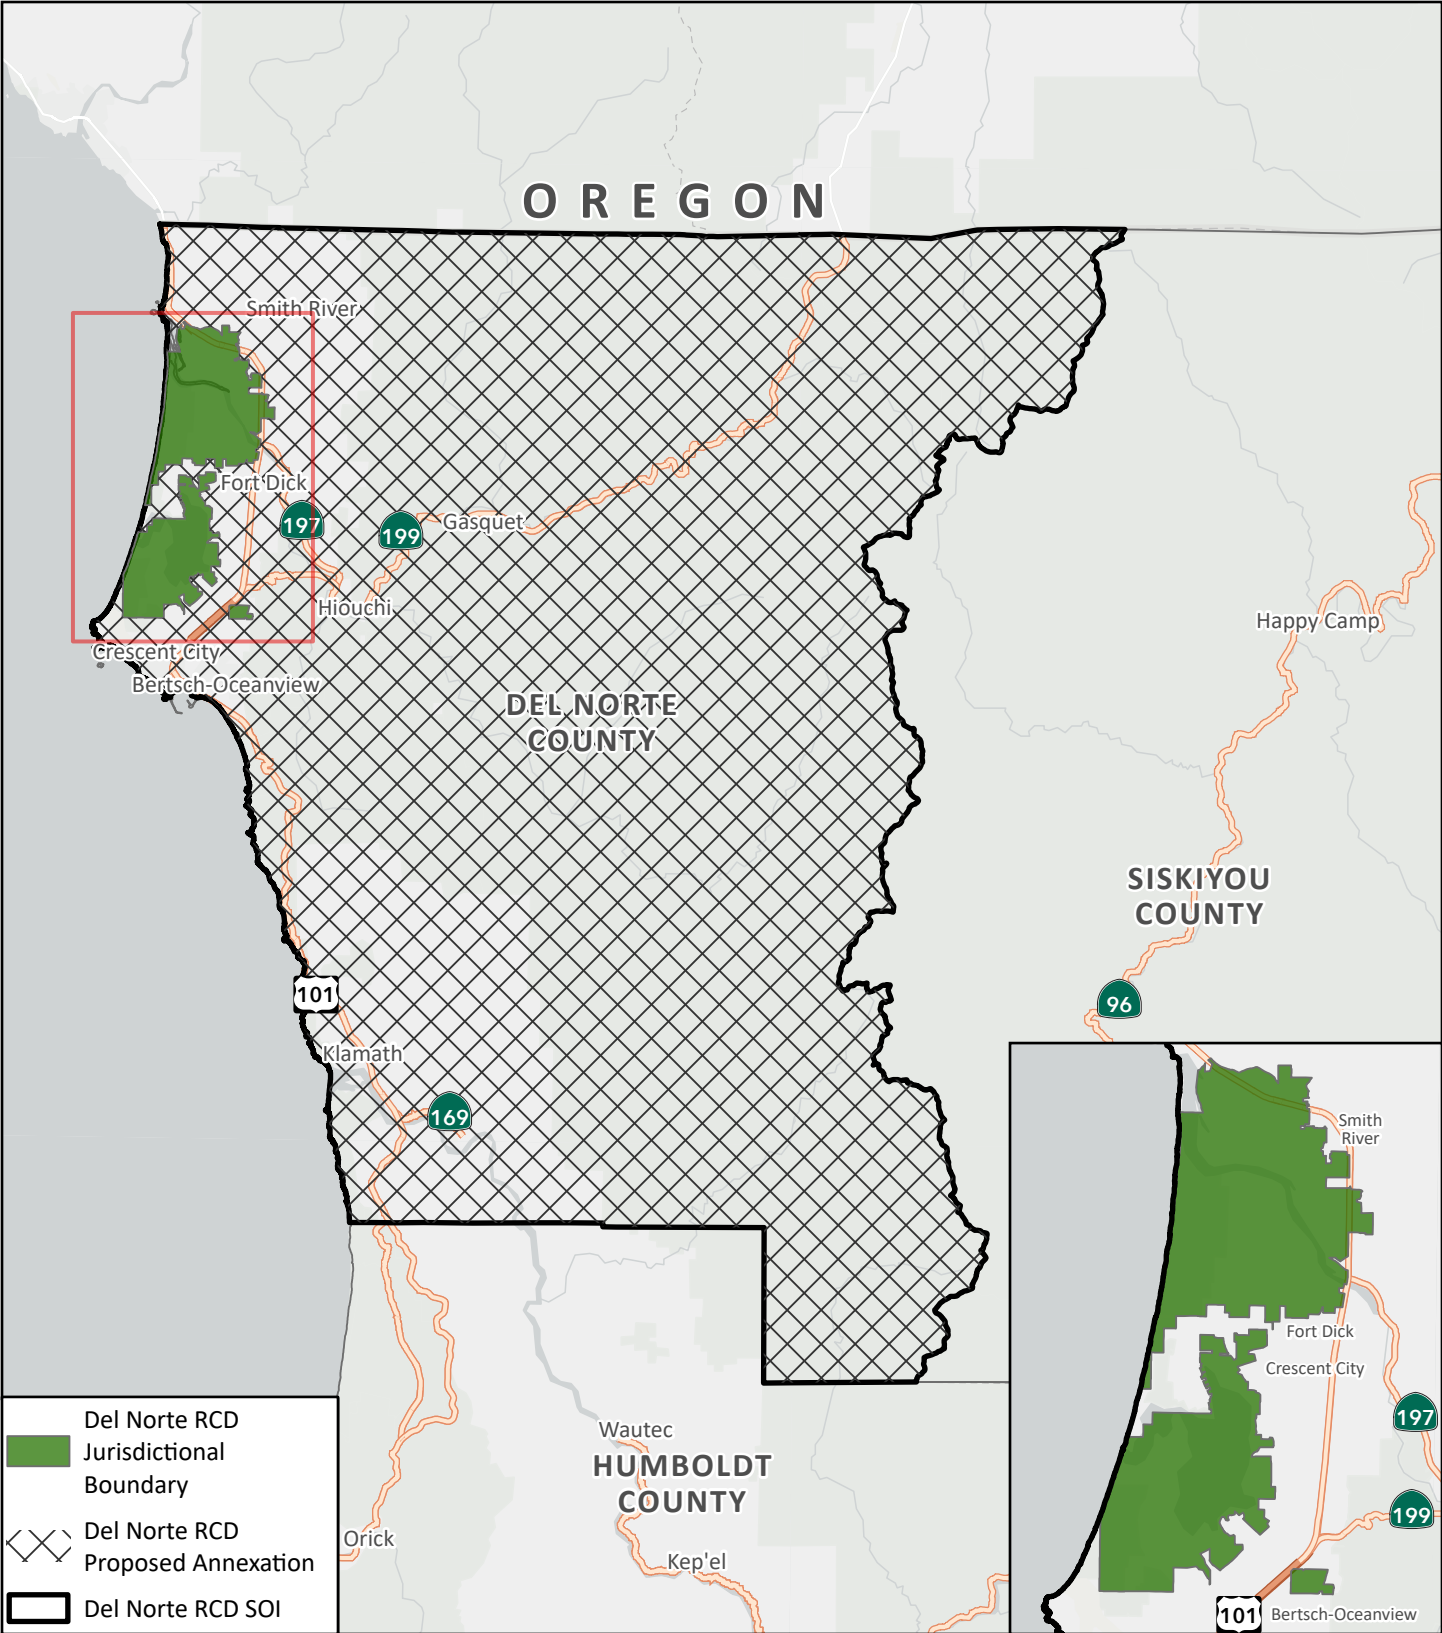 OREGON
Smith River
Fort Dick
197
199
Gasquet
Hiouchi
Happy Camp
Crescent City
Bertsch-Oceanview
DEL NORTE
COUNTY
SISKIYOU
COUNTY
101
96
Klamath
169
Smith
River
Fort Dick
Crescent City
197
199
101
Bertsch-Oceanview
Wautec
HUMBOLDT
COUNTY
Orick
Kep'el
Del Norte RCD
Jurisdictional
Boundary
Del Norte RCD
Proposed Annexation
Del Norte RCD SOI